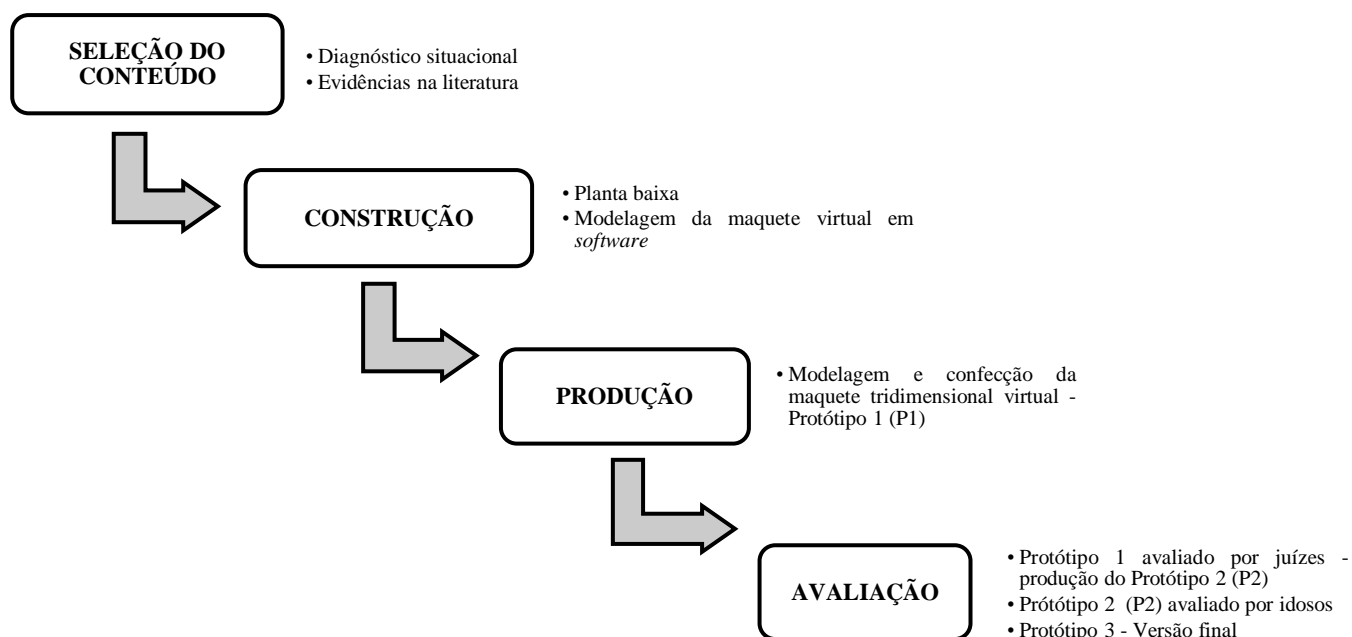 SELEÇÃO DO
CONTEÚDO
• Diagnóstico situacional
• Evidências na literatura
CONSTRUÇÃO
• Planta baixa
• Modelagem da maquete virtual em
software
PRODUÇÃO
• Modelagem e confecção da
maquete tridimensional virtual -
Protótipo 1 (P1)
AVALIAÇÃO
• Protótipo 1 avaliado por juízes -
produção do Protótipo 2 (P2)
• Prótótipo 2 (P2) avaliado por idosos
• Protótipo 3 - Versão final